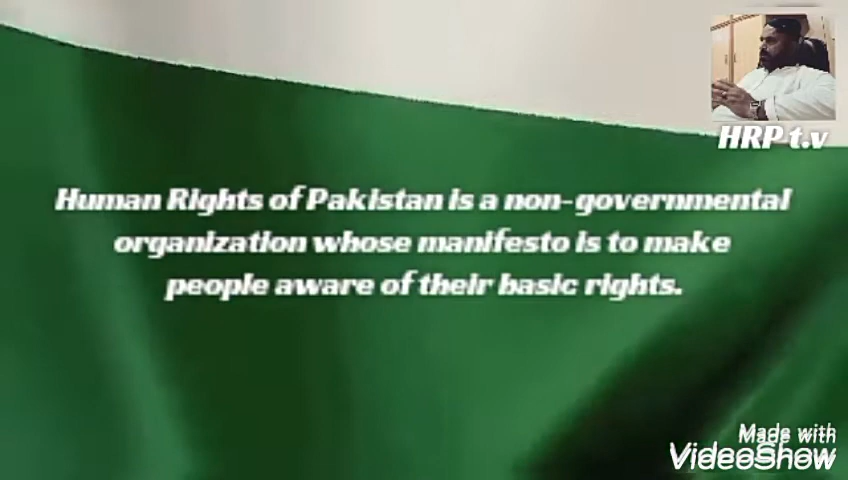 HRP t.v
Human Rights of Pakistan is a non-governmental
organization whose manifesto is to make
people aware of their basic rights.
Made with
VideoShow